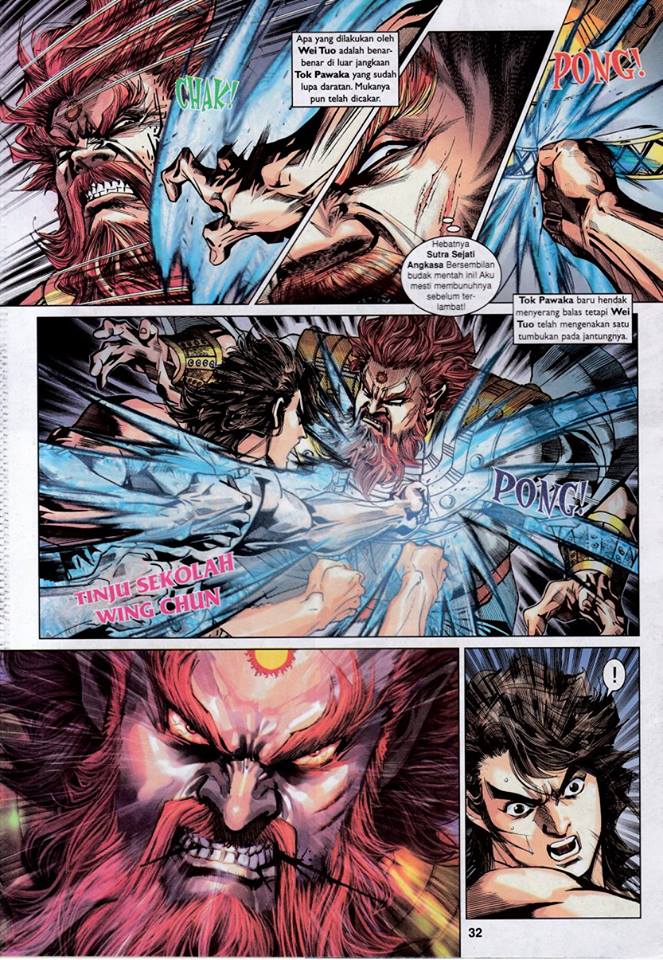 Apa yang dilakukan oleh
Wei Tuo adalah benar-
benar di luar jangkaan
Tok Pawaka yang sudah
lupa daratan. Mukanya
pun telah dicakar.
CHAK!
PONG!
Hebatnya
Sutra Sejati
Angkasa Bersembilan
budak mentah ini! Aku
mesti membunuhnya
sebelum ter-
lambat!
Tok Pawaka baru hendak
menyerang balas tetapi Wei
Tuo telah mengenakan satu
tumbukan pada jantungnya.
PONG!
TINJU SEKOLAH
WING CHUN
!
32